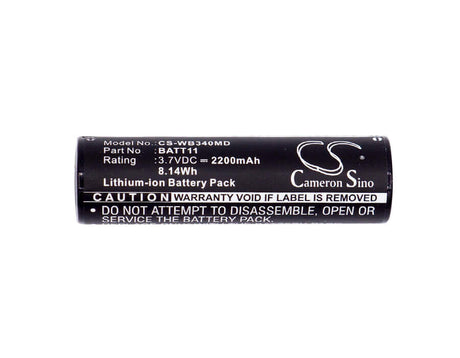 Model No.: CS-WB340MD
Part No : BATT11
Rating : 3.7VDC ⎓ 2200mAh
8.14Wh
Lithium-ion Battery Pack
CS
Cameron Sino
CAUTION: WARRANTY VOID IF LABEL IS REMOVED
• DO NOT ATTEMPT TO DISASSEMBLE, OPEN OR
SERVICE THE BATTERY PACK.